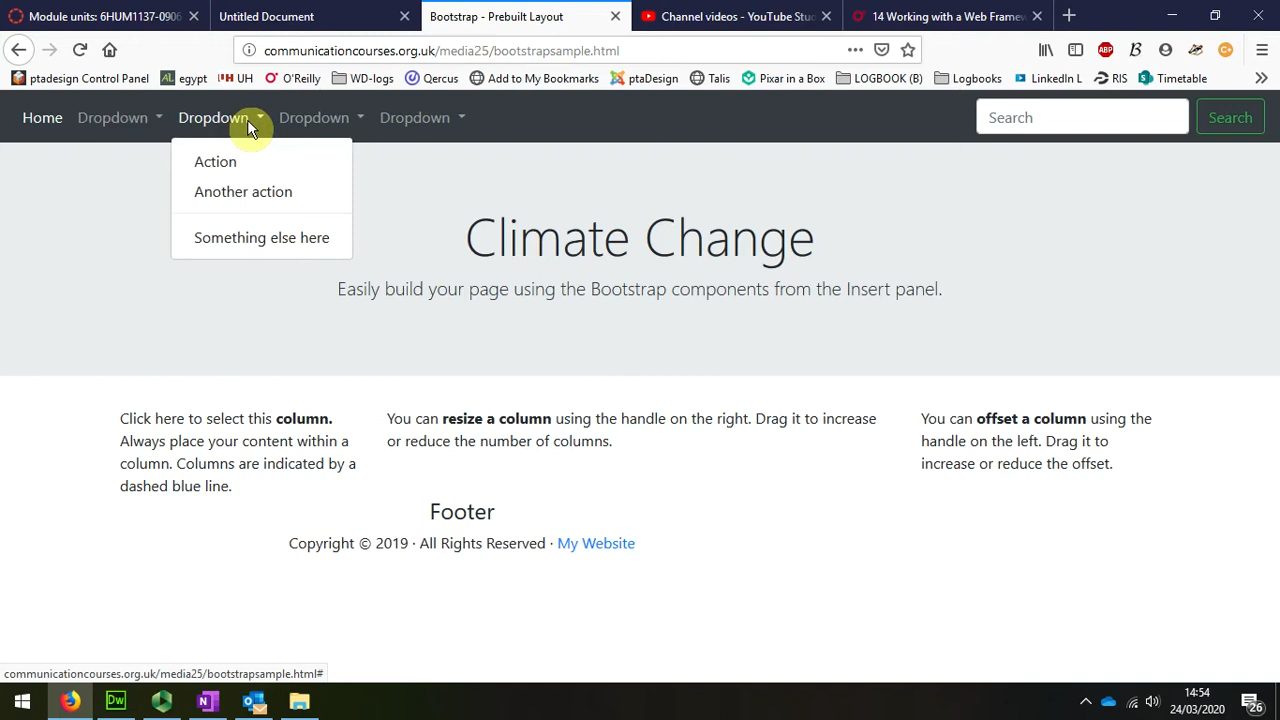 Module units: 6HUM1137-0906
Untitled Document
Bootstrap - Prebuilt Layout
Channel videos - YouTube Stu
14 Working with a Web Framew
communicationcourses.org.uk/media25/bootstrapsample.html
ptadesign Control Panel
AL egypt
UH
O'Reilly
WD-logs
Qercus
Add to My Bookmarks
ptaDesign
Talis
Pixar in a Box
LOGBOOK (B)
Logbooks
LinkedIn L
RIS
Timetable
ABP
Home Dropdown Dropdown Dropdown Dropdown Search Search
Action
Another action
Something else here
Climate Change
Easily build your page using the Bootstrap components from the Insert panel.
Click here to select this column.
Always place your content within a
column. Columns are indicated by a
dashed blue line.
You can resize a column using the handle on the right. Drag it to increase
or reduce the number of columns.
You can offset a column using the
handle on the left. Drag it to
increase or reduce the offset.
Footer
Copyright © 2019 · All Rights Reserved · My Website
communicationcourses.org.uk/media25/bootstrapsample.html#
Dw
14:54
24/03/2020
26